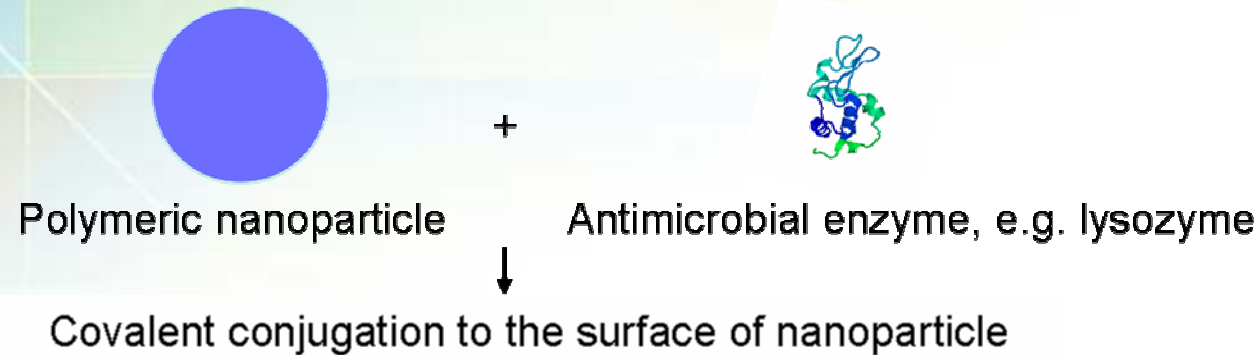 +
Polymeric nanoparticle
Antimicrobial enzyme, e.g. lysozyme
Covalent conjugation to the surface of nanoparticle